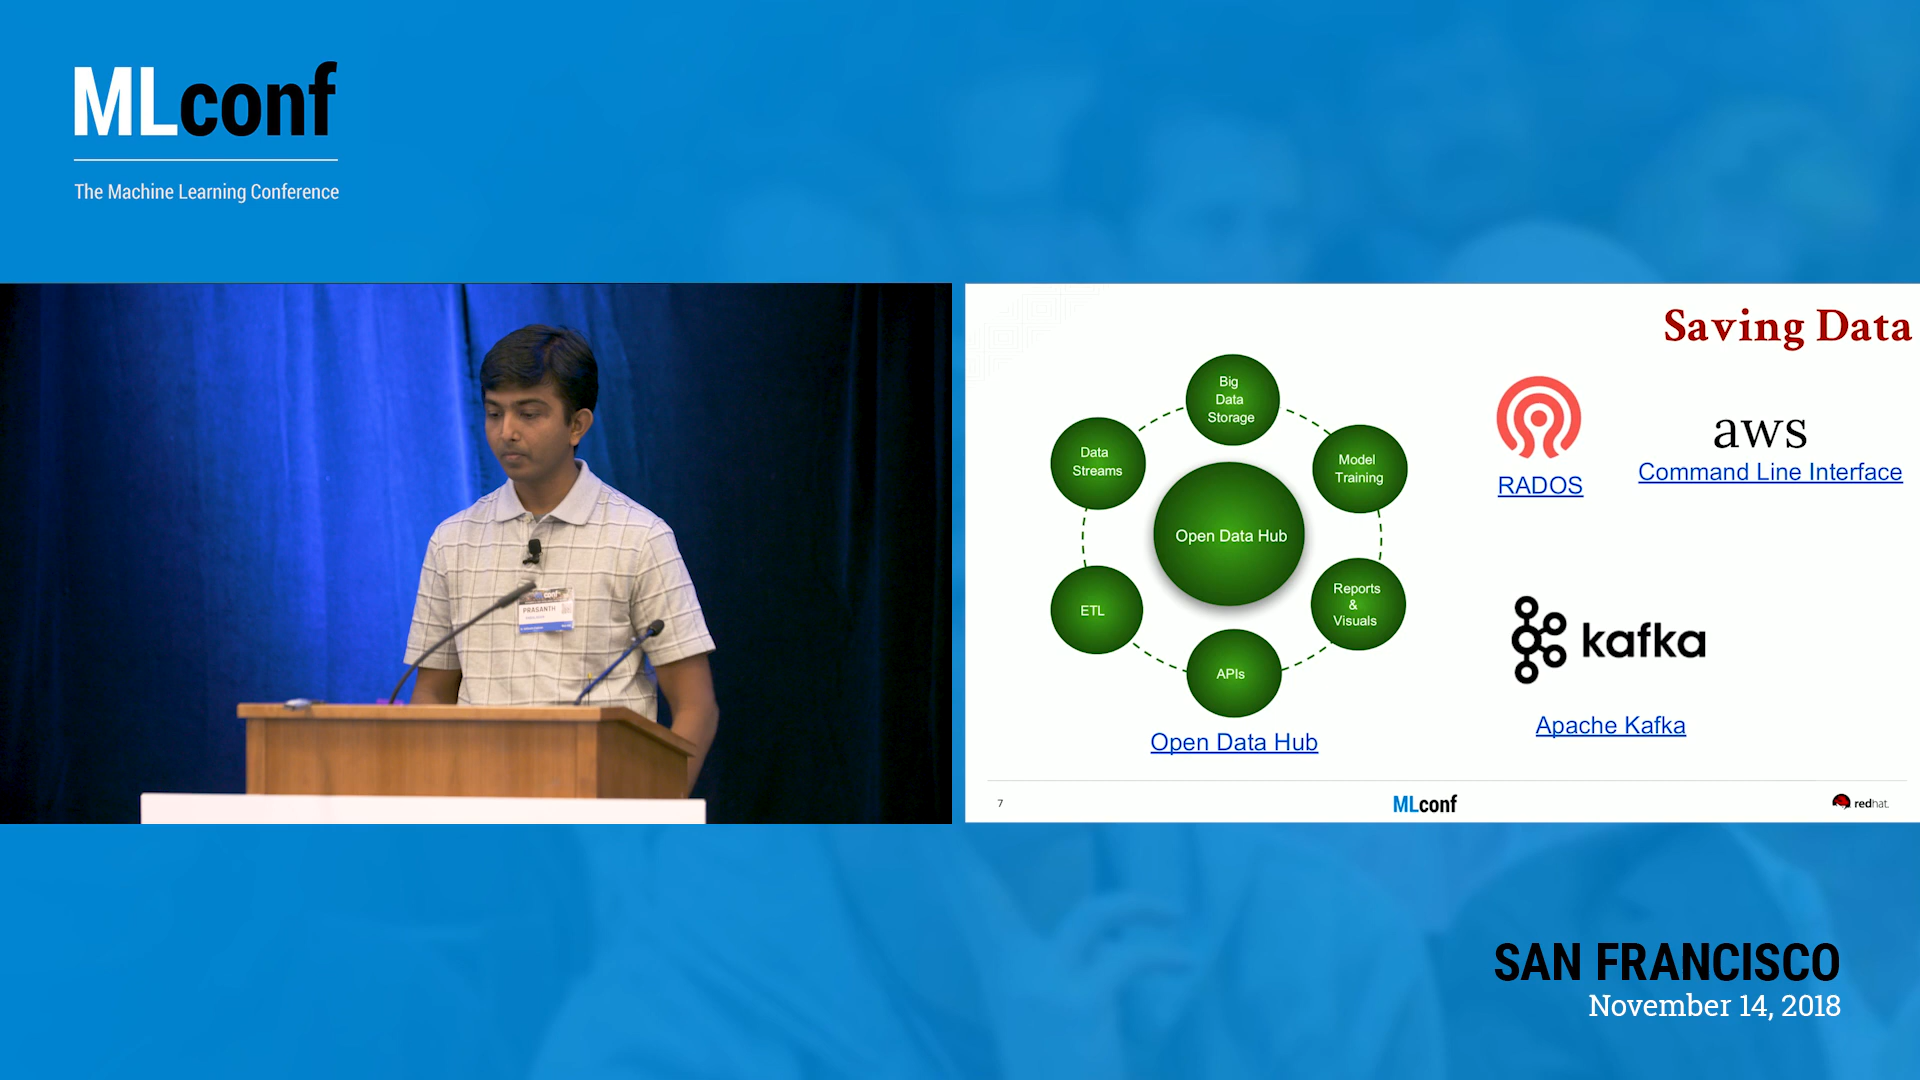 MLconf
The Machine Learning Conference
conf
PRASANTH
Saving Data
Big
Data
Storage
Data
Streams
Model
Training
Open Data Hub
ETL
Reports
&
Visuals
APIs
Open Data Hub
RADOS
aws
Command Line Interface
kafka
Apache Kafka
7
MLconf
redhat.
SAN FRANCISCO
November 14, 2018